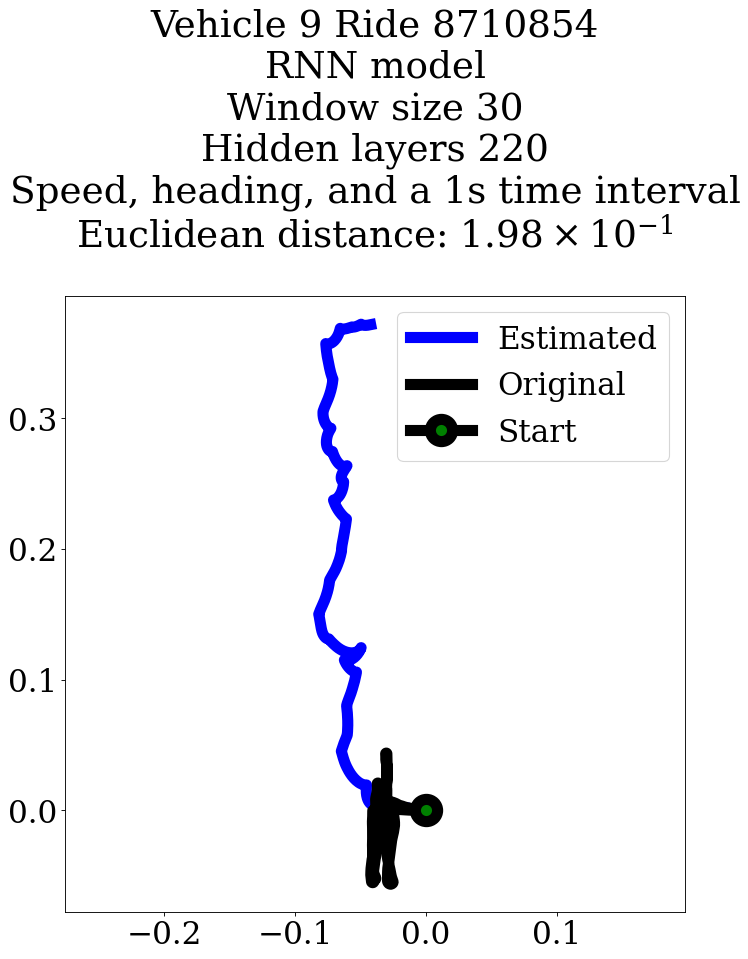 Vehicle 9 Ride 8710854
RNN model
Window size 30
Hidden layers 220
Speed, heading, and a 1s time interval
Euclidean distance: 1.98 × 10⁻¹
Estimated
Original
Start
0.3
0.2
0.1
0.0
−0.2 −0.1 0.0 0.1